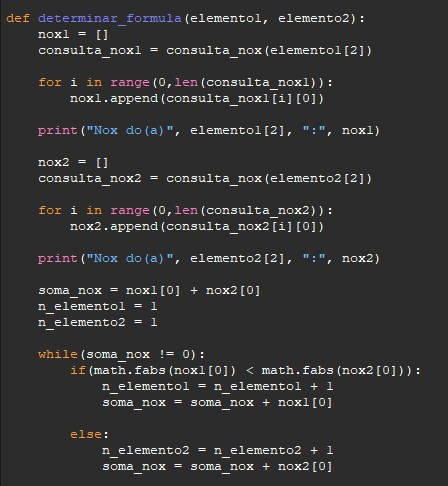 def determinar_formula(elemento1, elemento2):
    nox1 = []
    consulta_nox1 = consulta_nox(elemento1[2])
    for i in range(0,len(consulta_nox1)):
        nox1.append(consulta_nox1[i][0])
    print("Nox do(a)", elemento1[2], ":", nox1)
    nox2 = []
    consulta_nox2 = consulta_nox(elemento2[2])
    for i in range(0,len(consulta_nox2)):
        nox2.append(consulta_nox2[i][0])
    print("Nox do(a)", elemento2[2], ":", nox2)
    soma_nox = nox1[0] + nox2[0]
    n_elemento1 = 1
    n_elemento2 = 1
    while(soma_nox != 0):
        if(math.fabs(nox1[0]) < math.fabs(nox2[0])):
            n_elemento1 = n_elemento1 + 1
            soma_nox = soma_nox + nox1[0]
        else:
            n_elemento2 = n_elemento2 + 1
            soma_nox = soma_nox + nox2[0]